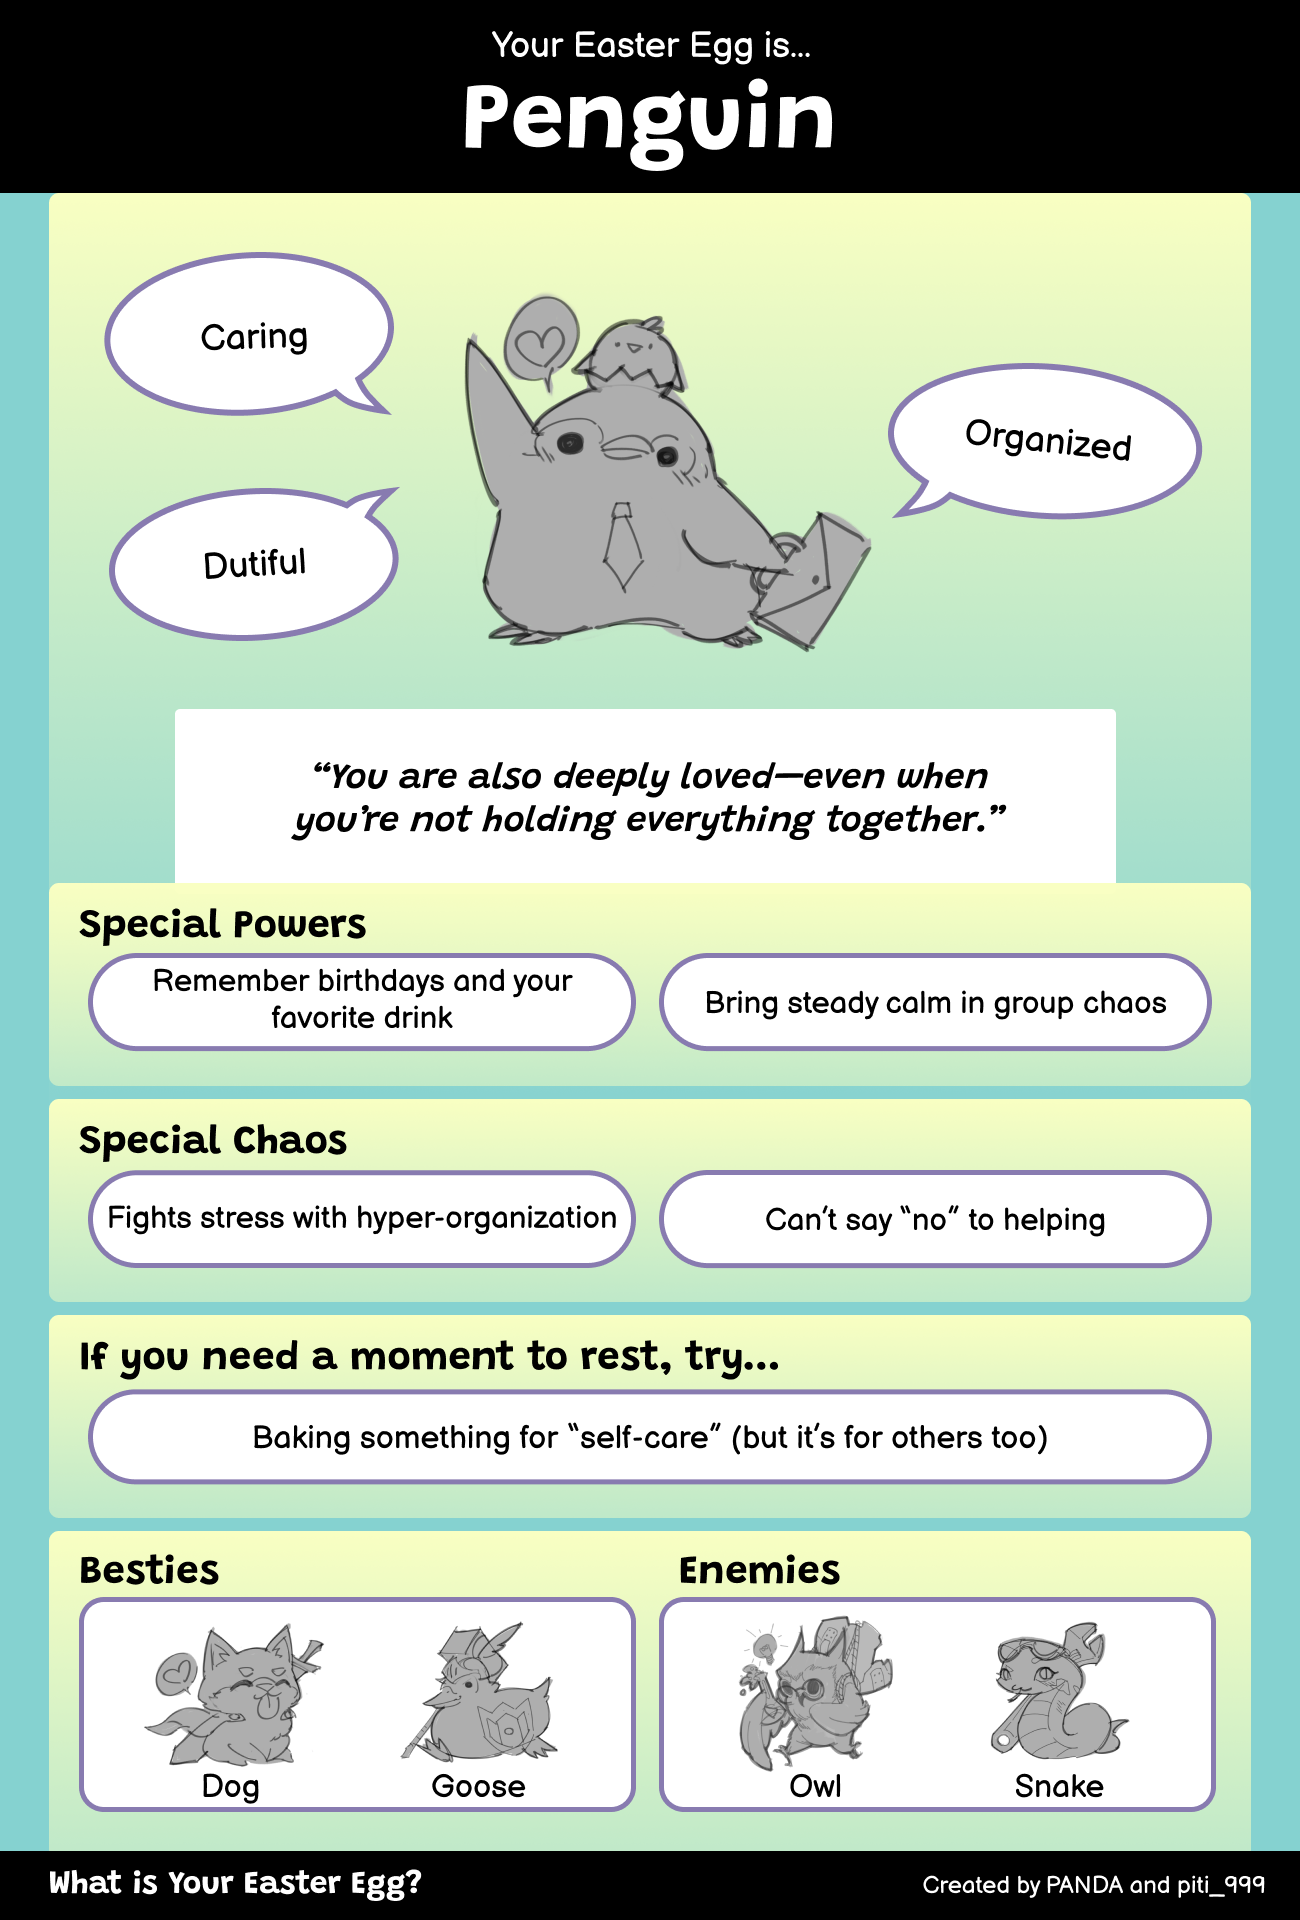 Your Easter Egg is...
Penguin
Caring
Organized
Dutiful
“You are also deeply loved—even when
you’re not holding everything together.”
Special Powers
Remember birthdays and your
favorite drink
Bring steady calm in group chaos
Special Chaos
Fights stress with hyper-organization
Can’t say “no” to helping
If you need a moment to rest, try...
Baking something for “self-care” (but it’s for others too)
Besties
Enemies
Dog
Goose
Owl
Snake
What is Your Easter Egg?
Created by PANDA and piti_999